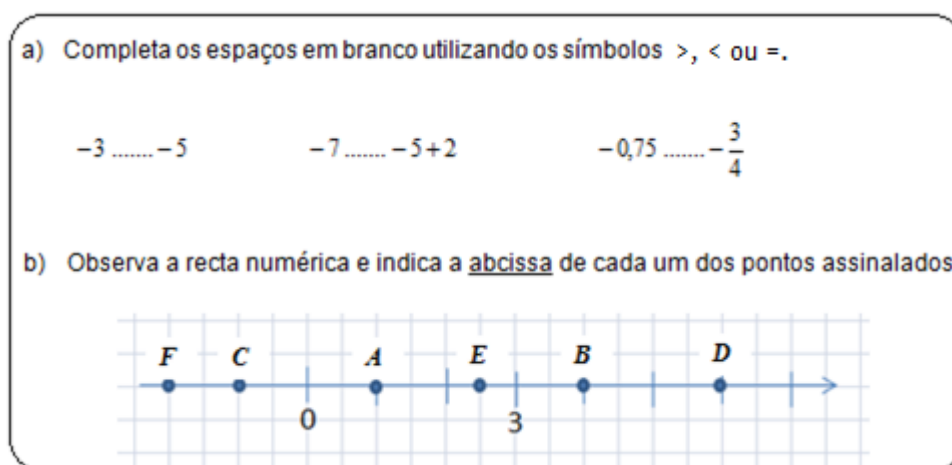 a) Completa os espaços em branco utilizando os símbolos >, < ou =.
−3 ....... −5 −7 ....... −5+2 −0,75 ....... −3/4
b) Observa a recta numérica e indica a abcissa de cada um dos pontos assinalados
F C A E B D
0 3